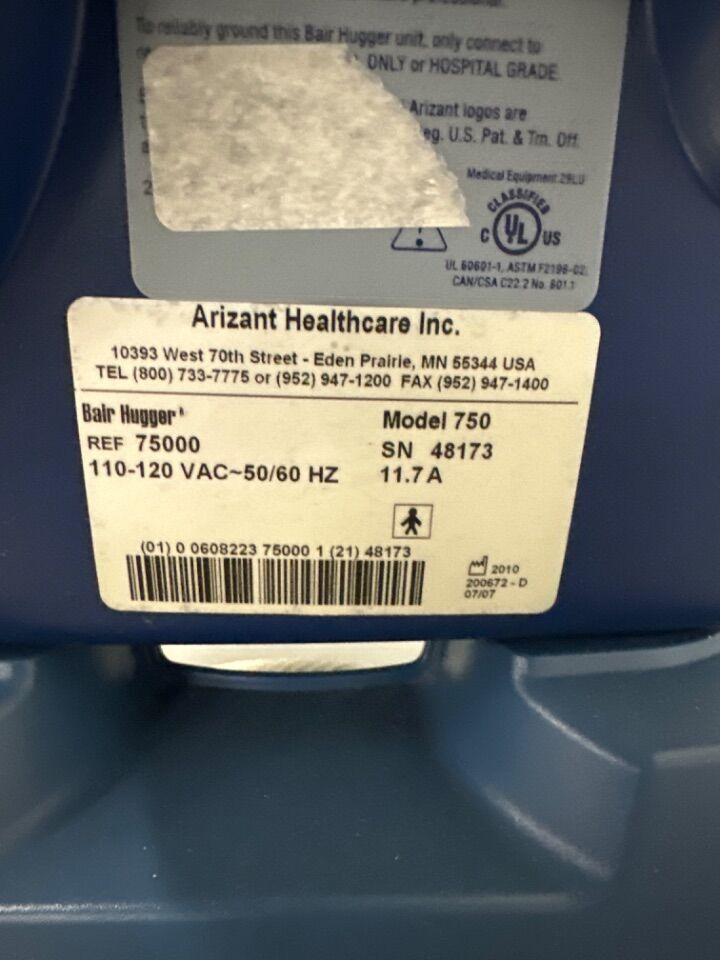 professional.
To reliably ground this Bair Hugger unit, only connect to
ONLY or HOSPITAL GRADE
Arizant logos are
eg. U.S. Pat. & Tm. Off.
2
Medical Equipment 29LU
CLASSIFIED
C UL US
UL 60601-1, ASTM F2196-02,
CAN/CSA C22.2 No. 601.1
Arizant Healthcare Inc.
10393 West 70th Street - Eden Prairie, MN 55344 USA
TEL (800) 733-7775 or (952) 947-1200 FAX (952) 947-1400
Bair Hugger®
Model 750
REF 75000
SN 48173
110-120 VAC~50/60 HZ
11.7 A
(01) 0 0608223 75000 1 (21) 48173
2010
200672 - D
07/07